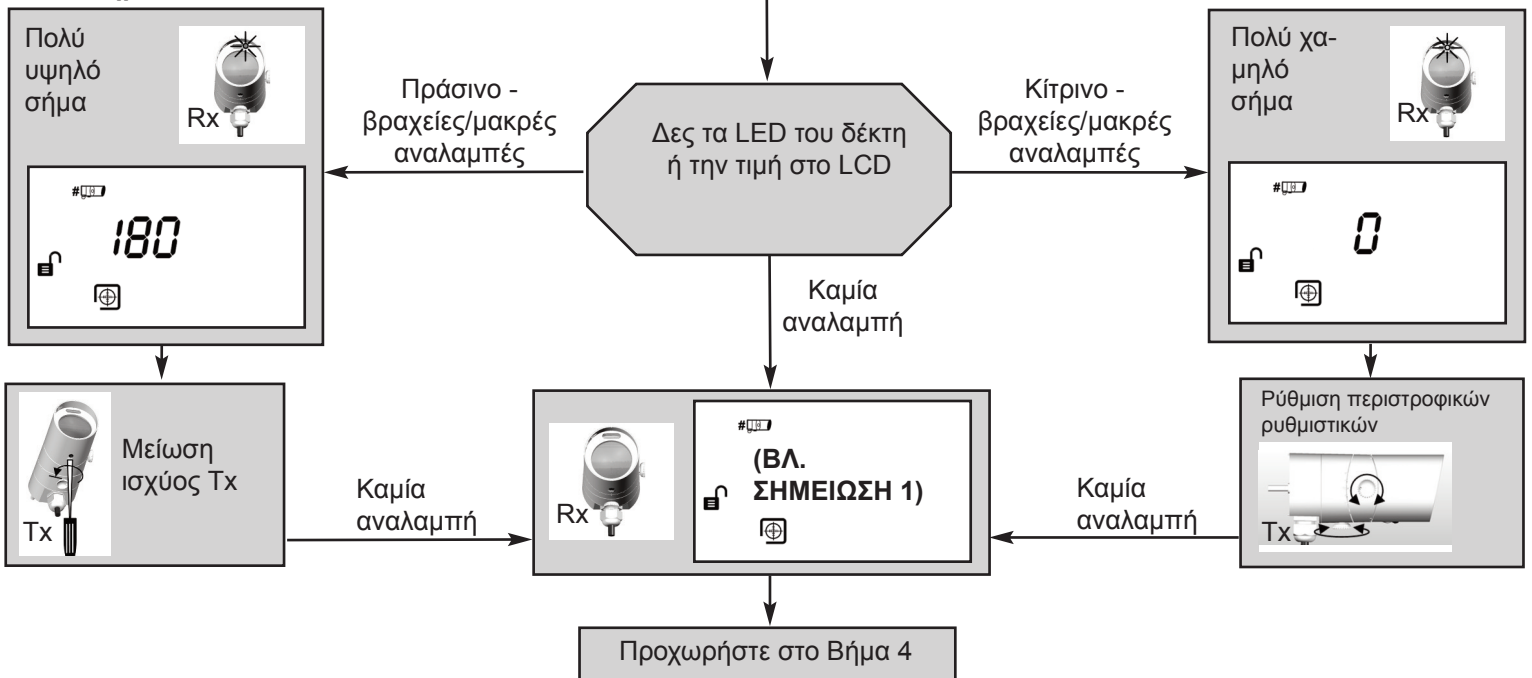 Πολύ
υψηλό
σήμα
Rx
#
180
Πράσινο -
βραχείες/μακρές
αναλαμπές
Δες τα LED του δέκτη
ή την τιμή στο LCD
Κίτρινο -
βραχείες/μακρές
αναλαμπές
Πολύ χα-
μηλό
σήμα
Rx
#
0
Καμία
αναλαμπή
Μείωση
ισχύος Tx
Tx
Καμία
αναλαμπή
Rx
#
(ΒΛ.
ΣΗΜΕΙΩΣΗ 1)
Καμία
αναλαμπή
Ρύθμιση περιστροφικών
ρυθμιστικών
Tx
Προχωρήστε στο Βήμα 4